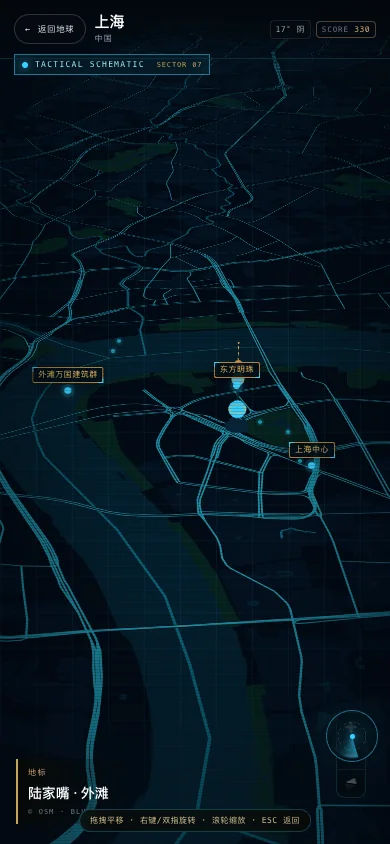 ← 返回地球
上海
中国
17° 阴
SCORE 330
TACTICAL SCHEMATIC SECTOR 07
东方明珠
外滩万国建筑群
上海中心
地标
陆家嘴 · 外滩
© OSM · BL
拖拽平移 · 右键/双指旋转 · 滚轮缩放 · ESC 返回